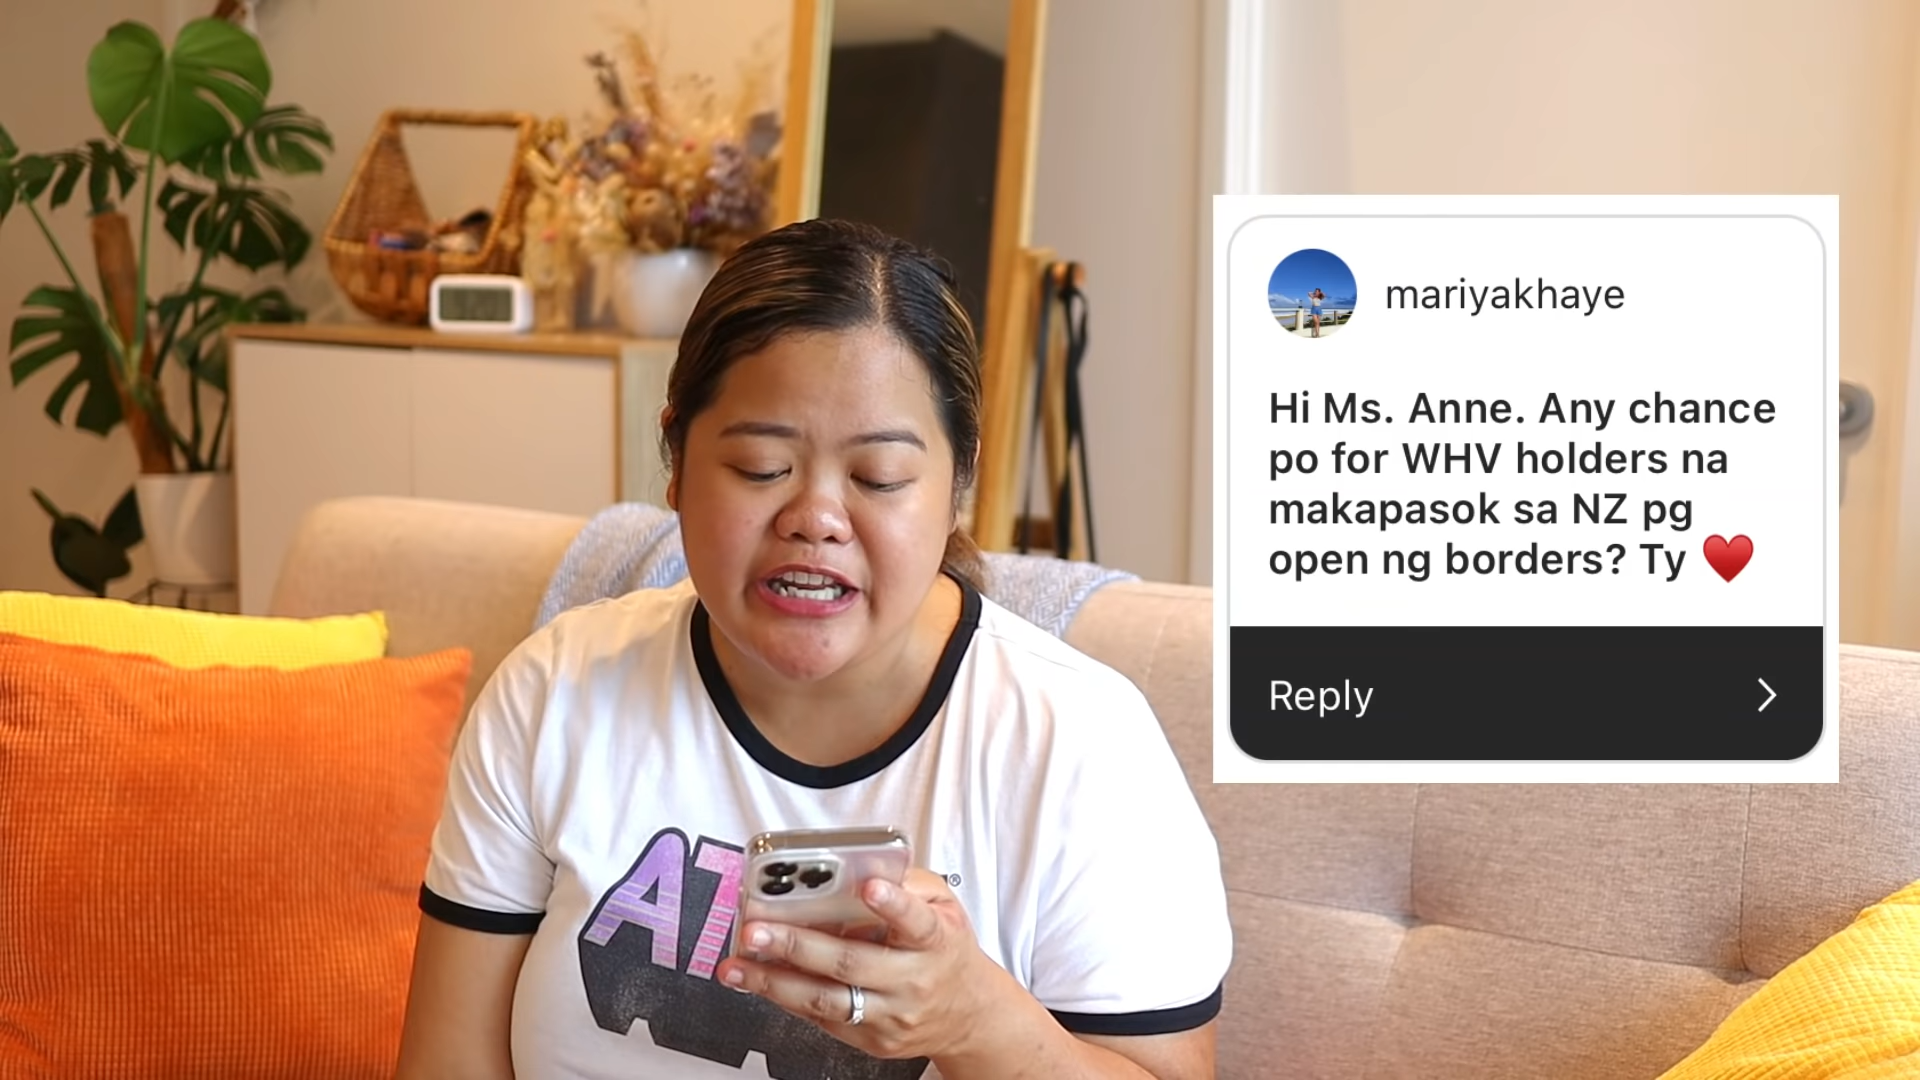 mariyakhaye
Hi Ms. Anne. Any chance
po for WHV holders na
makapasok sa NZ pg
open ng borders? Ty ❤️
Reply
AT
®